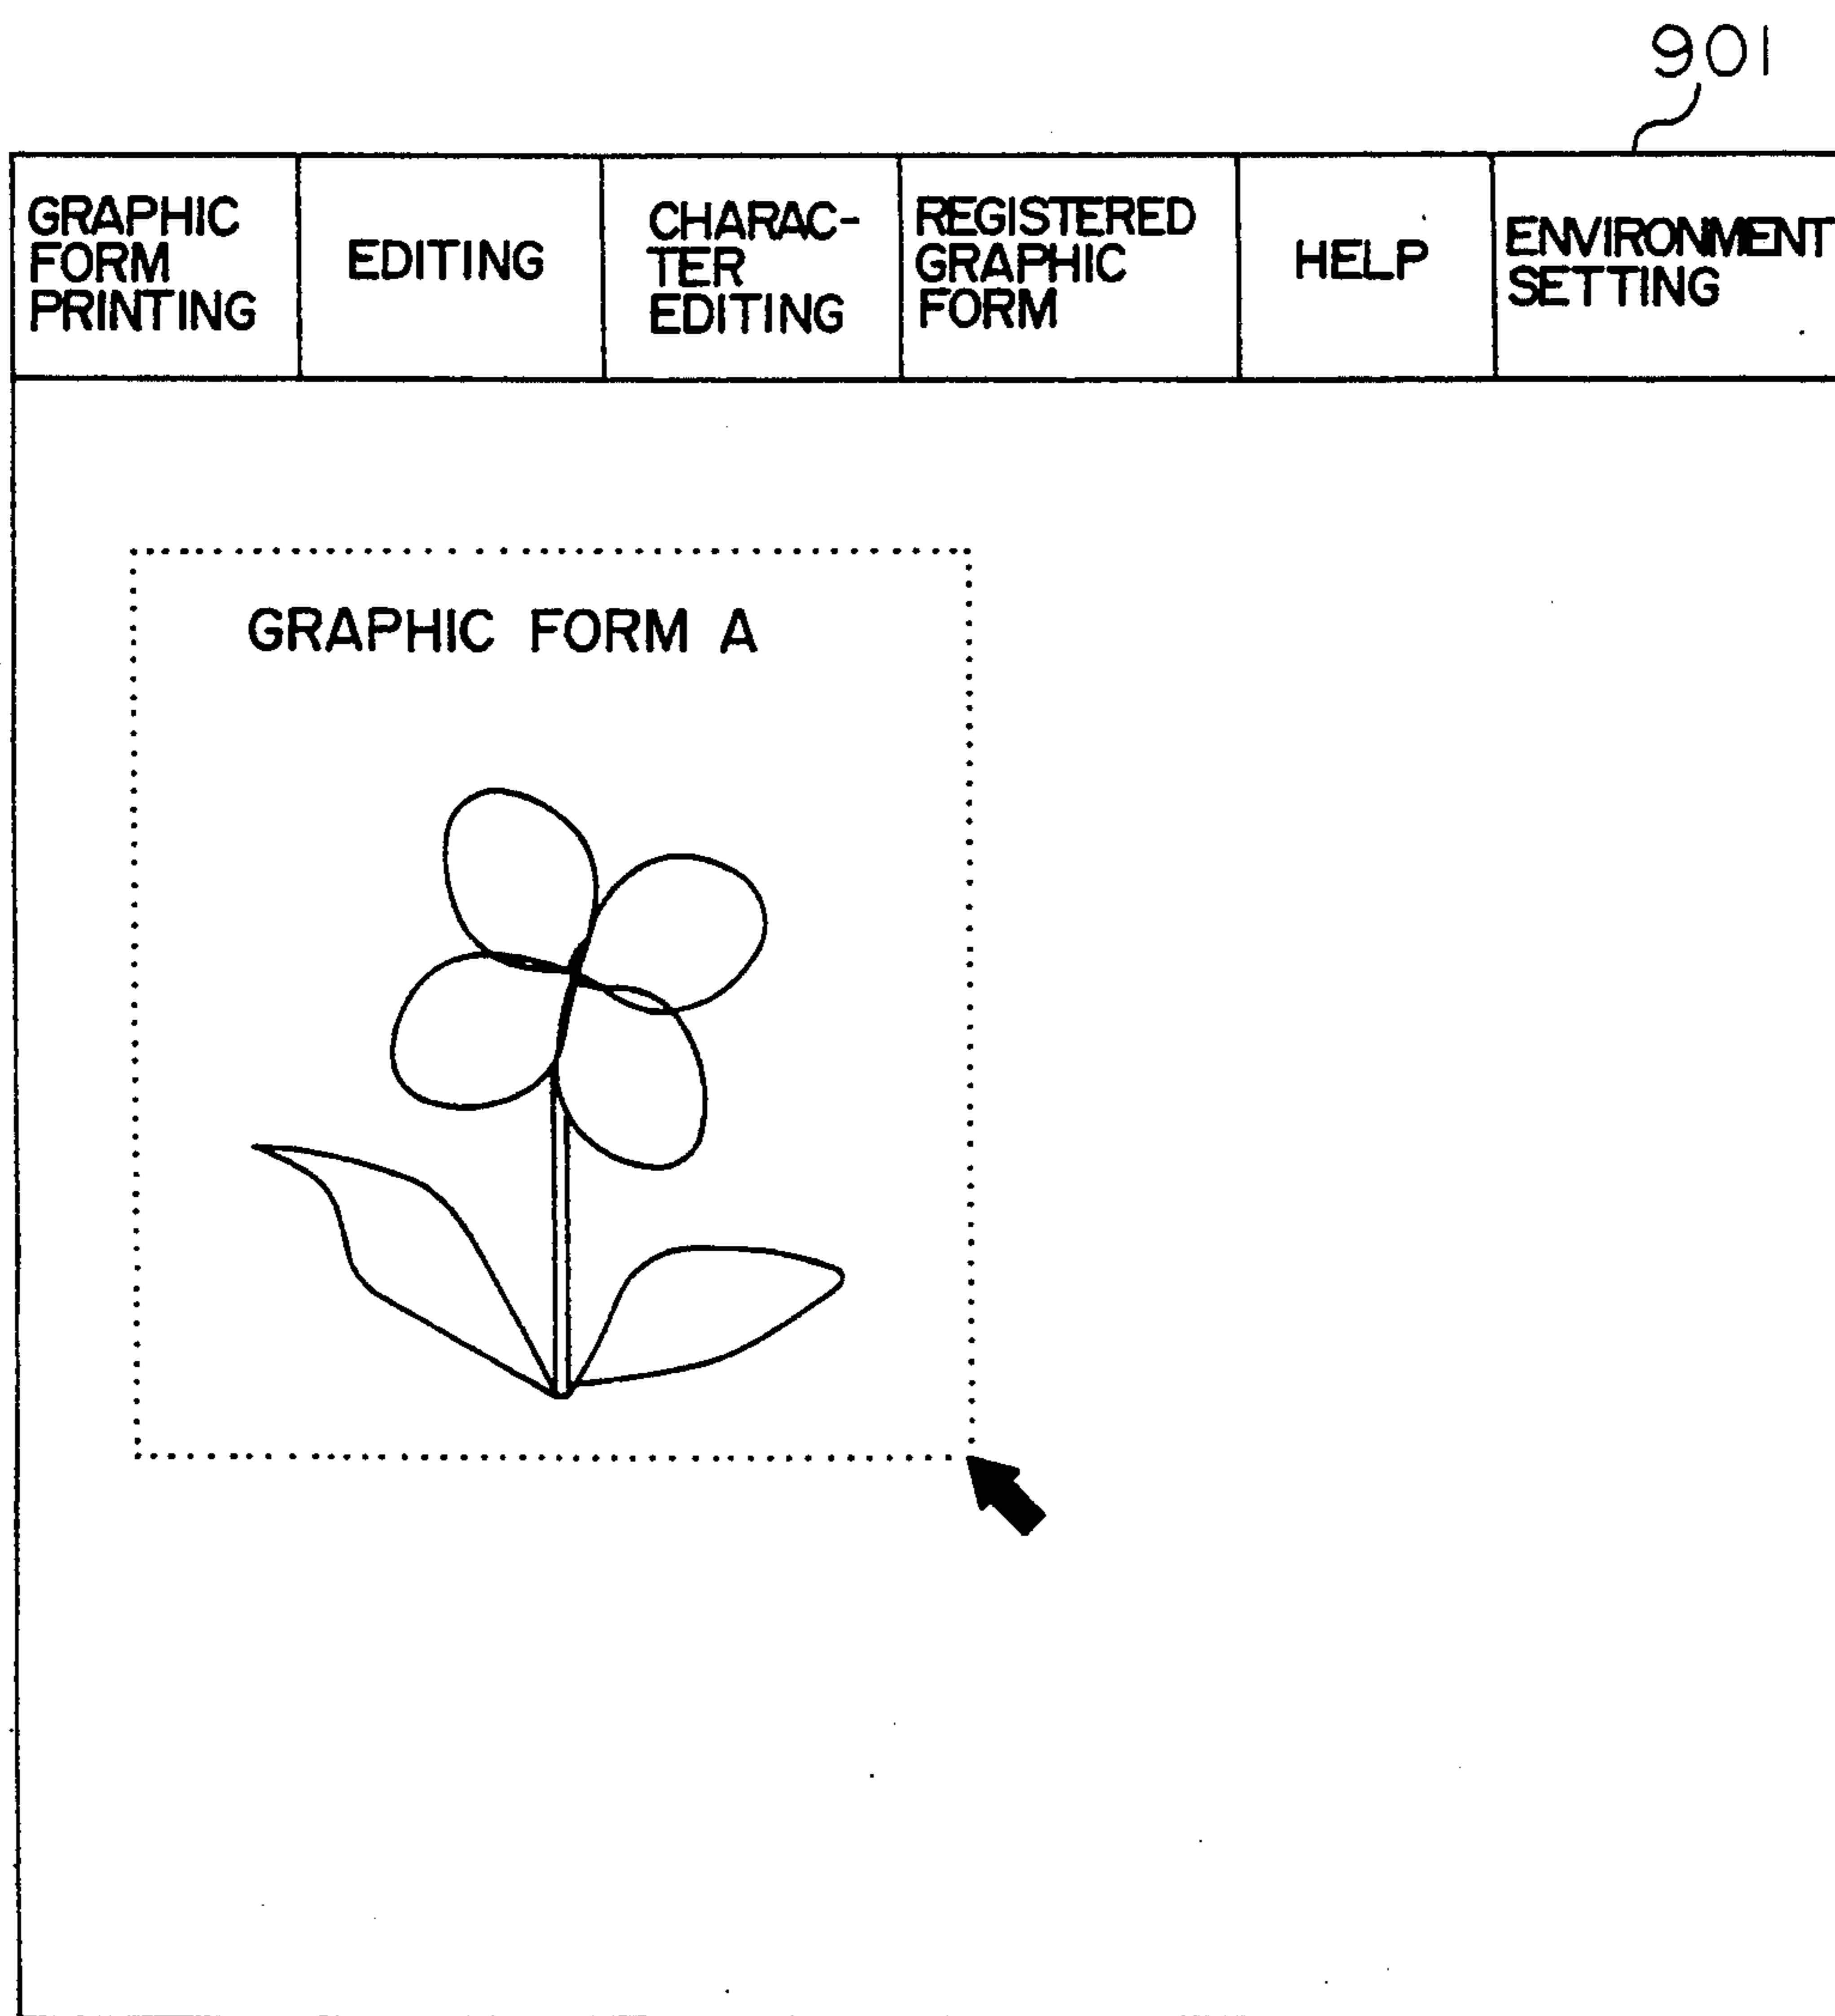 901
GRAPHIC
FORM
PRINTING
EDITING
CHARAC-
TER
EDITING
REGISTERED
GRAPHIC
FORM
HELP
ENVIRONMENT
SETTING
GRAPHIC FORM A